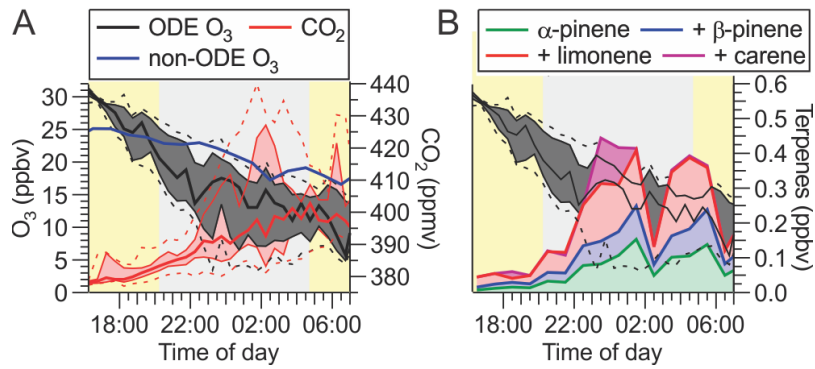 A
ODE O3
CO2
non-ODE O3
30
25
20
15
10
5
0
O3 (ppbv)
440
430
420
410
400
390
380
CO2 (ppmv)
18:00 22:00 02:00 06:00
Time of day
B
α-pinene
+ β-pinene
+ limonene
+ carene
0.6
0.5
0.4
0.3
0.2
0.1
0.0
Terpenes (ppbv)
18:00 22:00 02:00 06:00
Time of day